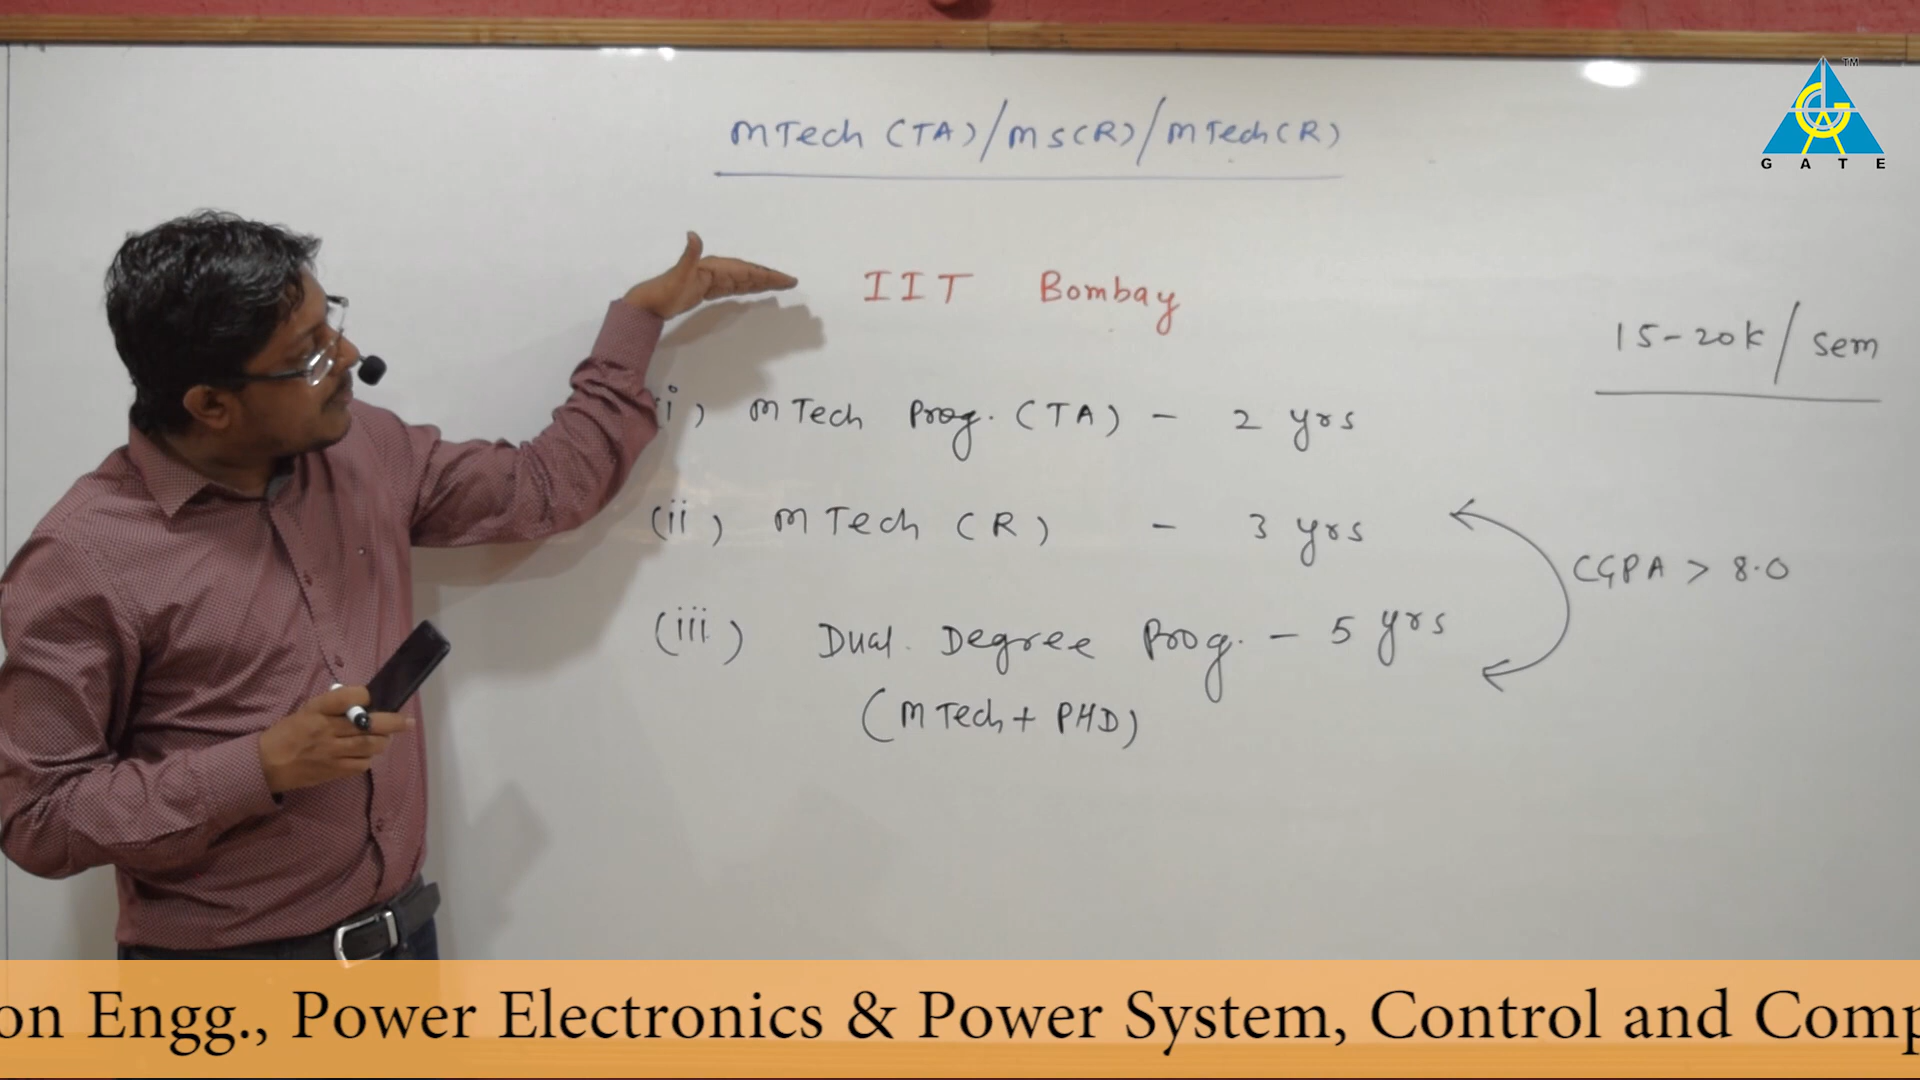 MTech (TA)/MS(R)/MTech(R)
TM
GATE
IIT Bombay
15-20K/sem
(i) MTech Prog. (TA) - 2 yrs
(ii) MTech (R) - 3 yrs
CGPA > 8.0
(iii) Dual. Degree Prog. - 5 yrs
(MTech + PHD)
on Engg., Power Electronics & Power System, Control and Comp